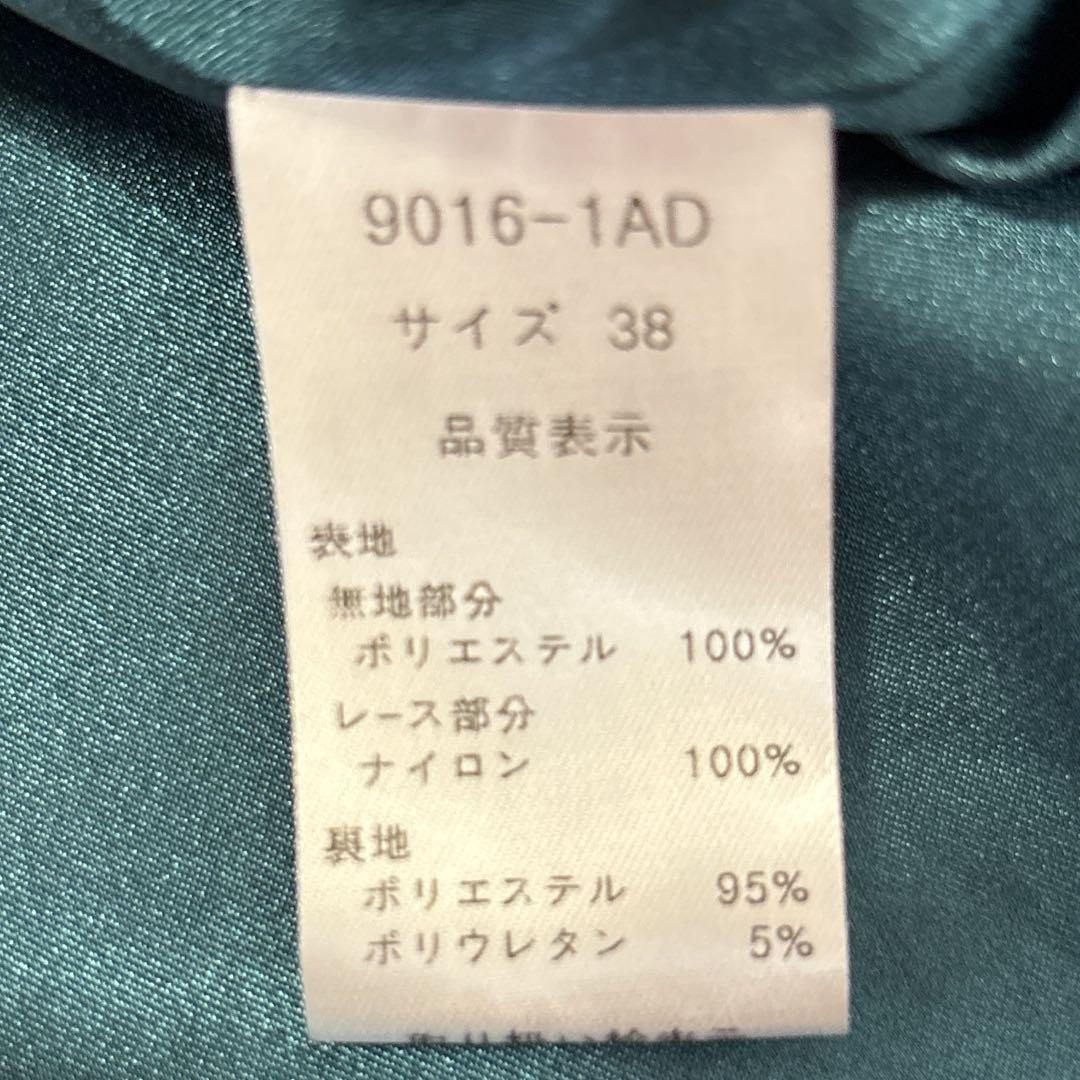 9016-1AD
サイズ 38
品質表示
表地
無地部分
ポリエステル 100%
レース部分
ナイロン 100%
裏地
ポリエステル 95%
ポリウレタン 5%